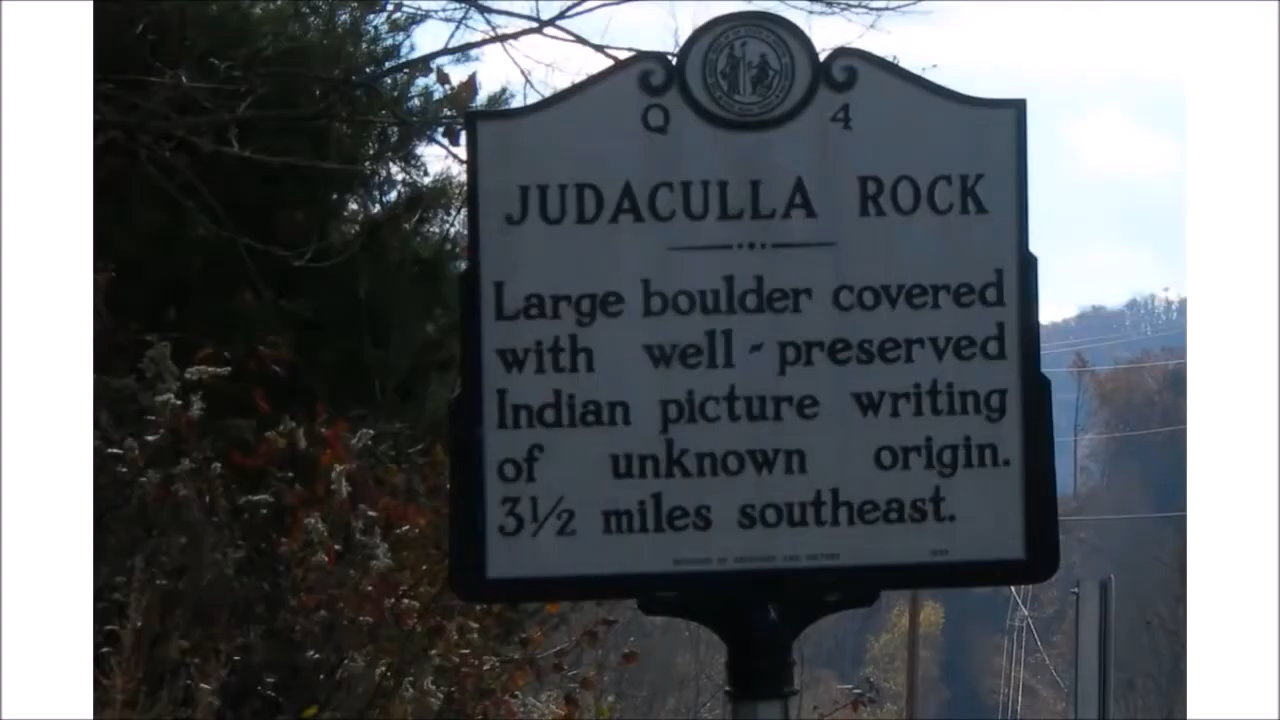 Q 4
JUDACULLA ROCK
Large boulder covered
with well-preserved
Indian picture writing
of unknown origin.
3½ miles southeast.